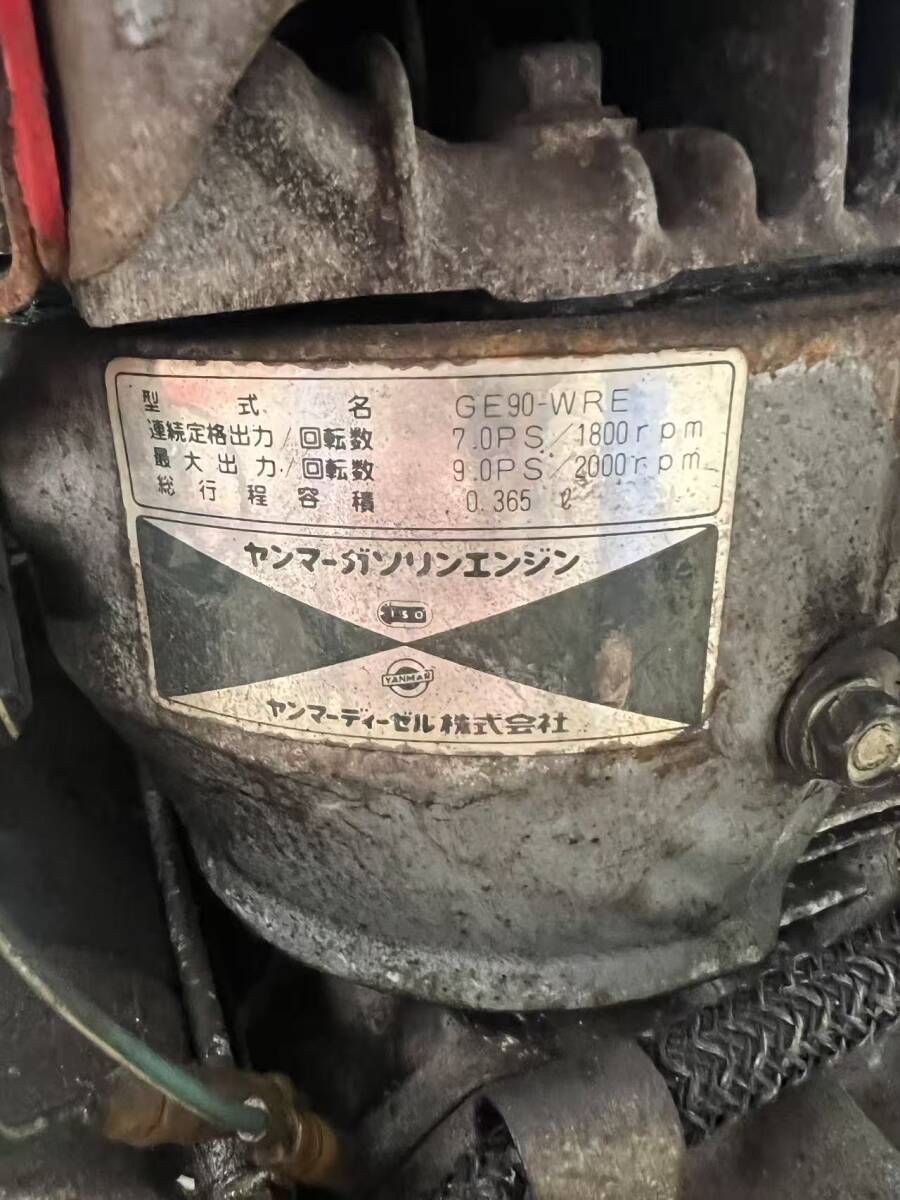 型式名 GE90-WRE
連続定格出力/回転数 7.0PS/1800rpm
最大出力/回転数 9.0PS/2000rpm
総行程容積 0.365 ℓ
ヤンマーガソリンエンジン
ISO
YANMAR
ヤンマーディーゼル株式会社